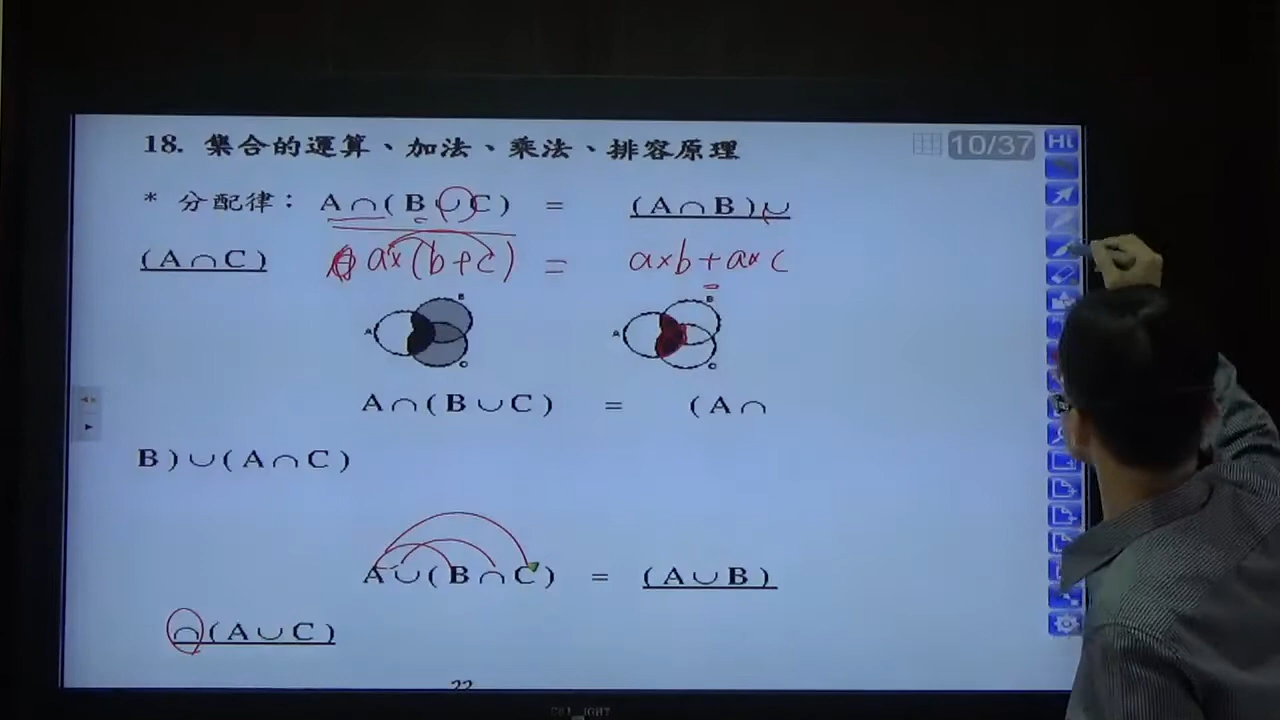 18. 集合的運算、加法、乘法、排容原理
10/37
Ht
* 分配律： A∩(B∪C) = (A∩B)∪
(A∩C) a×(b+c) = a×b+a×c
B B
A A
C C
A∩(B∪C) = (A∩
B)∪(A∩C)
A∪(B∩C) = (A∪B)
∩(A∪C)